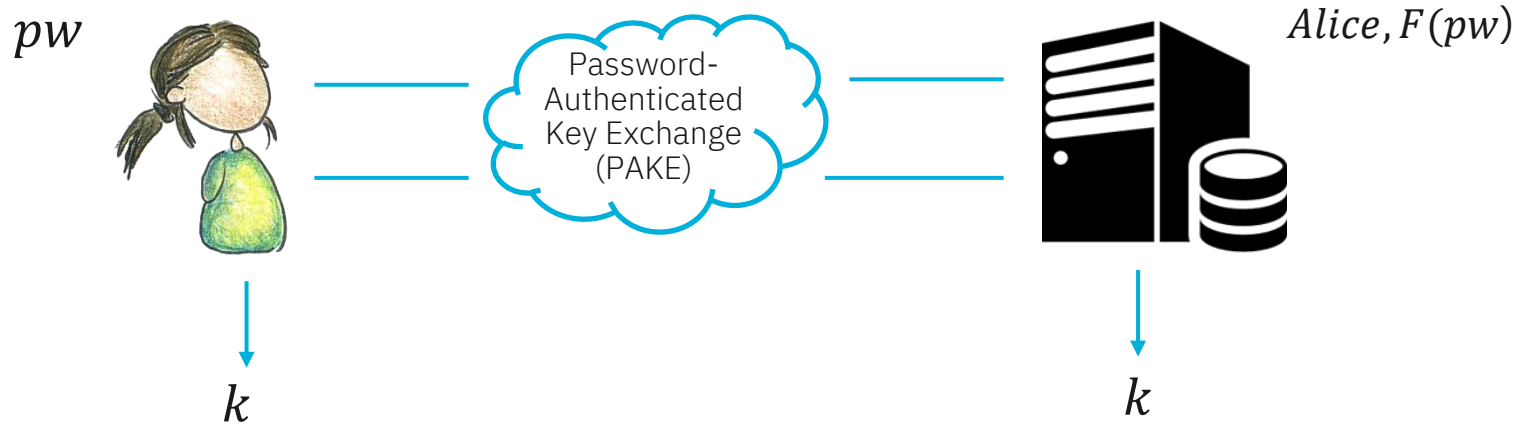 pw
Alice, F(pw)
Password-
Authenticated
Key Exchange
(PAKE)
k
k